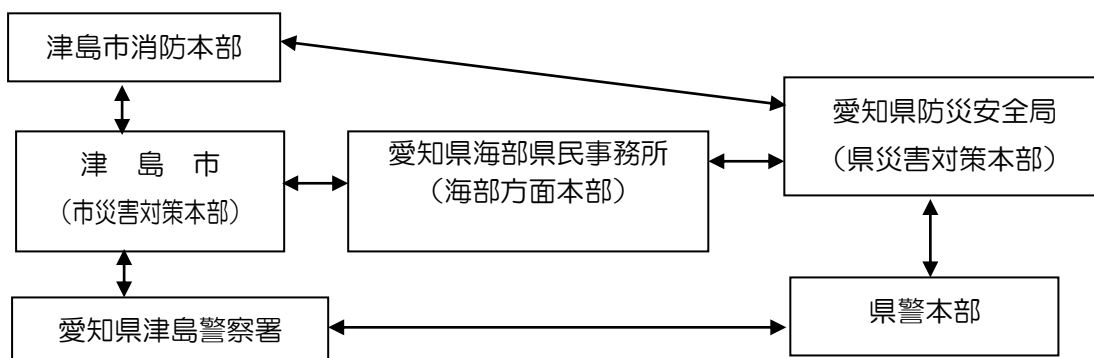 津島市消防本部
愛知県防災安全局
（県災害対策本部）
津　島　市
（市災害対策本部）
愛知県海部県民事務所
（海部方面本部）
愛知県津島警察署
県警本部